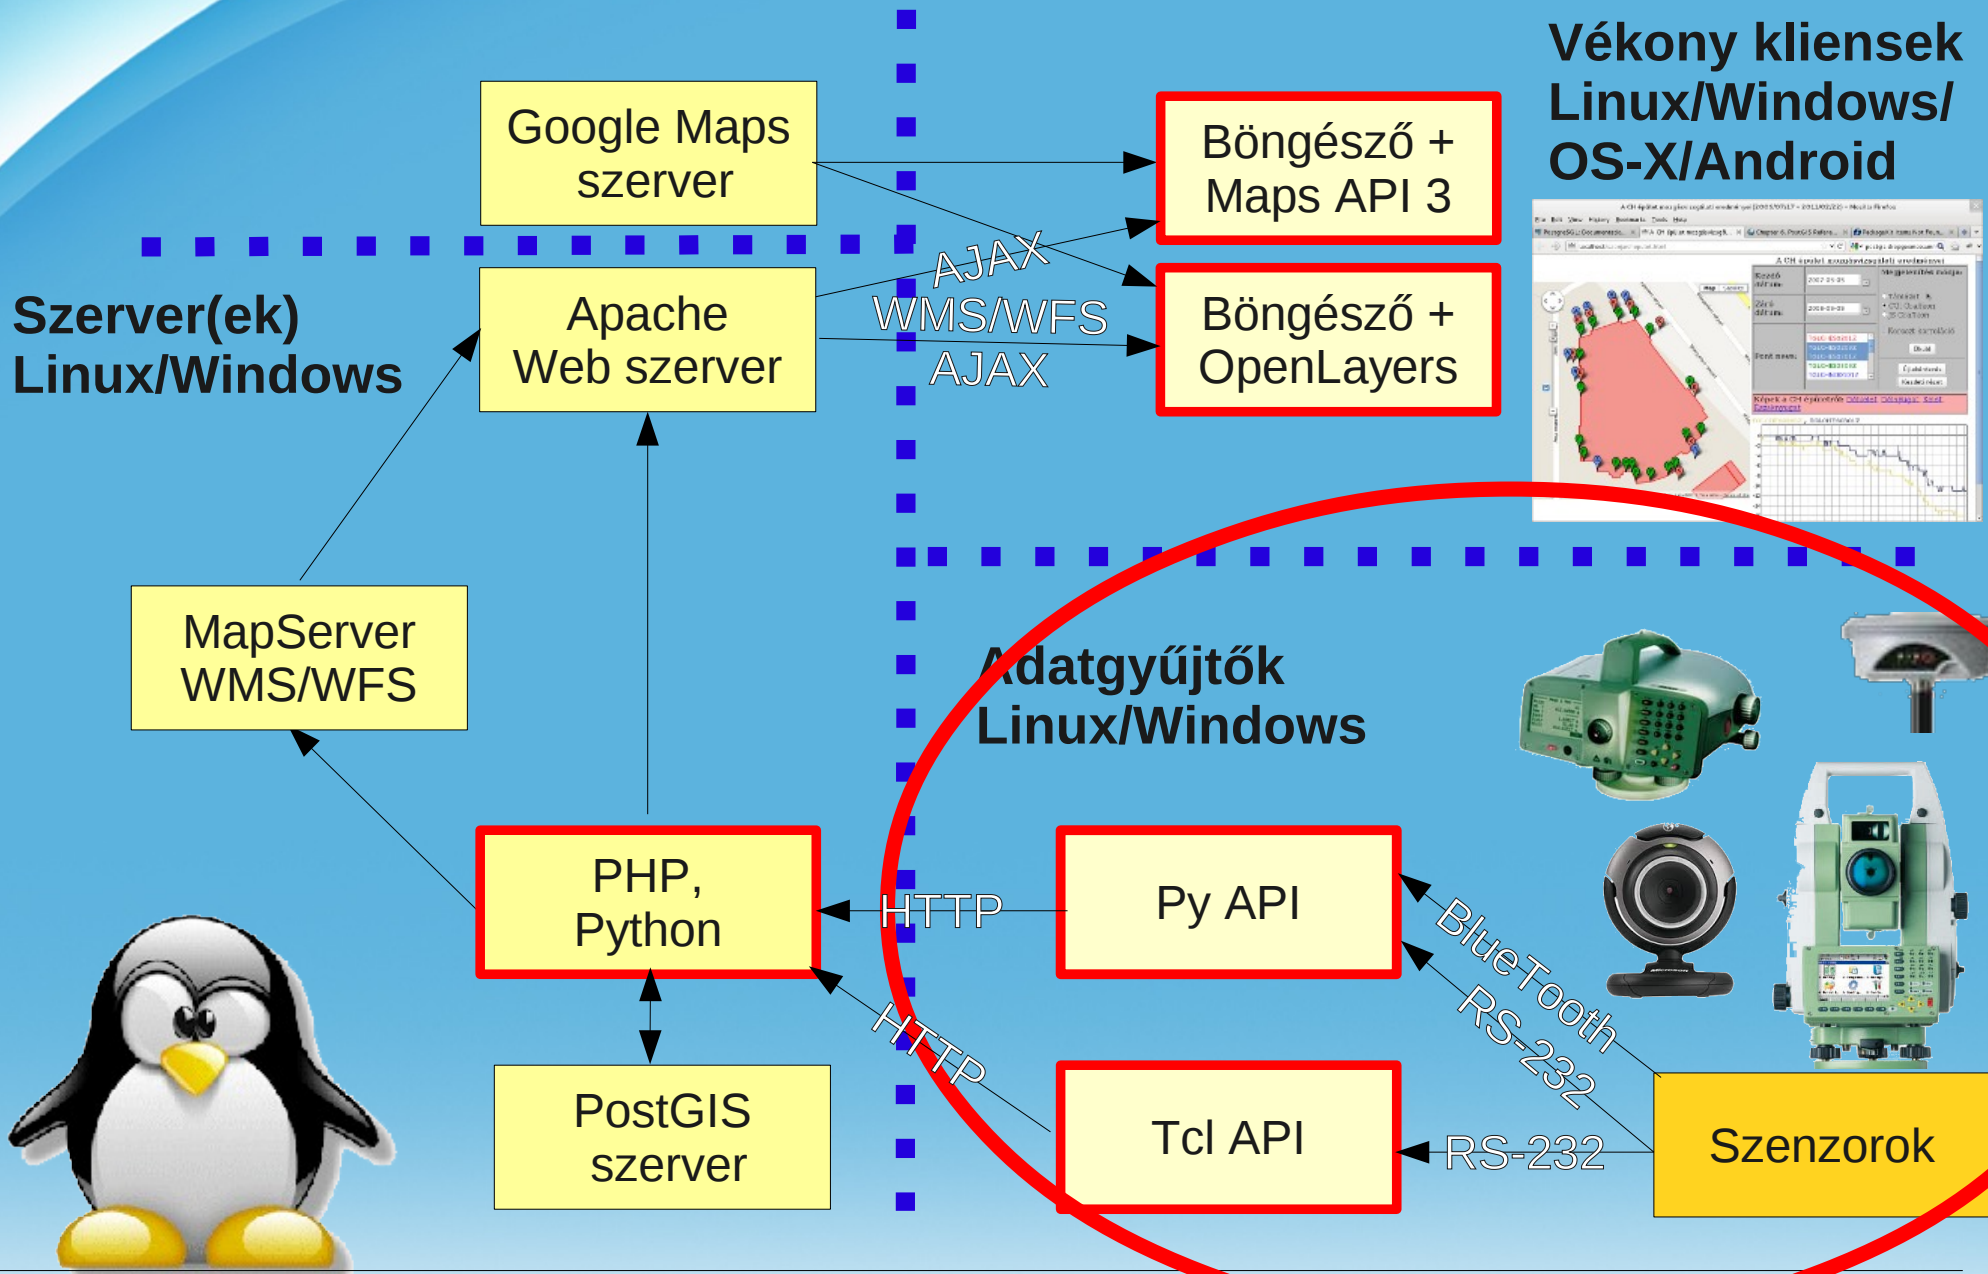 Vékony kliensek
Linux/Windows/
OS-X/Android
Google Maps
szerver
Böngésző +
Maps API 3
AJAX
WMS/WFS
AJAX
Szerver(ek)
Linux/Windows
Apache
Web szerver
Böngésző +
OpenLayers
MapServer
WMS/WFS
Adatgyűjtők
Linux/Windows
PHP,
Python
HTTP
Py API
BlueTooth
RS-232
HTTP
PostGIS
szerver
Tcl API
RS-232
Szenzorok